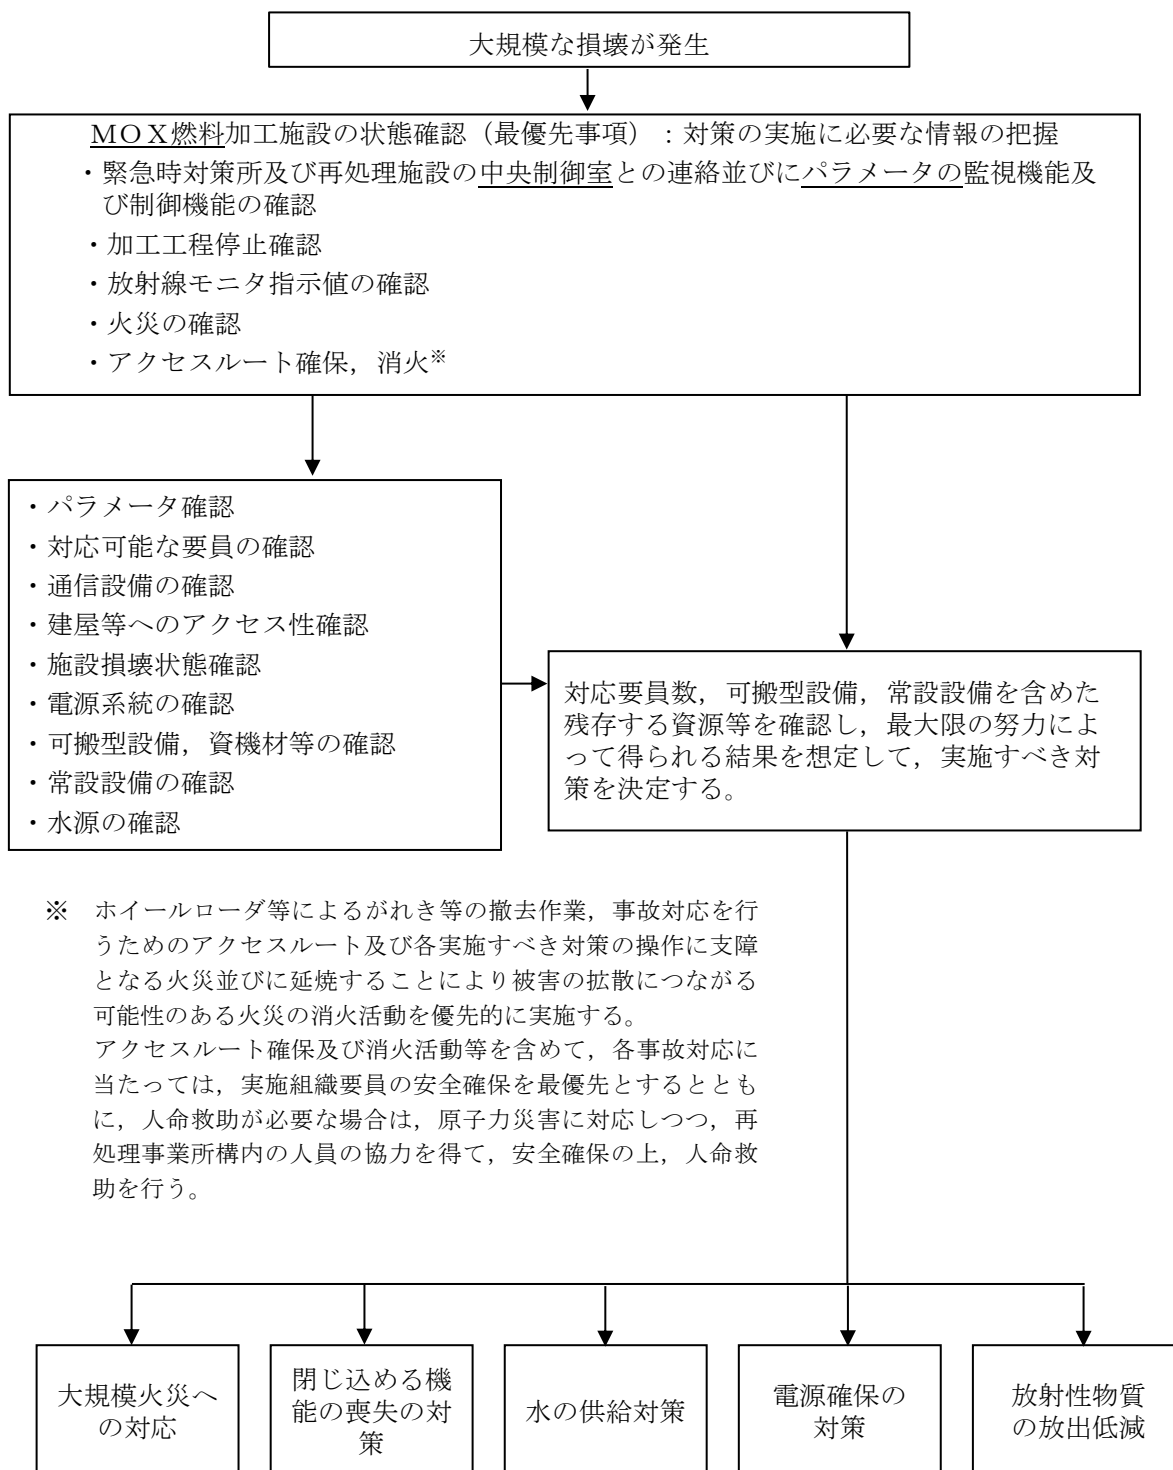 大規模な損壊が発生
ＭＯＸ燃料加工施設の状態確認（最優先事項）：対策の実施に必要な情報の把握
・緊急時対策所及び再処理施設の中央制御室との連絡並びにパラメータの監視機能及
び制御機能の確認
・加工工程停止確認
・放射線モニタ指示値の確認
・火災の確認
・アクセスルート確保，消火※
・パラメータ確認
・対応可能な要員の確認
・通信設備の確認
・建屋等へのアクセス性確認
・施設損壊状態確認
・電源系統の確認
・可搬型設備，資機材等の確認
・常設設備の確認
・水源の確認
対応要員数，可搬型設備，常設設備を含めた
残存する資源等を確認し，最大限の努力によ
って得られる結果を想定して，実施すべき対
策を決定する。
※　ホイールローダ等によるがれき等の撤去作業，事故対応を行
うためのアクセスルート及び各実施すべき対策の操作に支障
となる火災並びに延焼することにより被害の拡散につながる
可能性のある火災の消火活動を優先的に実施する。
アクセスルート確保及び消火活動等を含めて，各事故対応に
当たっては，実施組織要員の安全確保を最優先とするととも
に，人命救助が必要な場合は，原子力災害に対応しつつ，再
処理事業所構内の人員の協力を得て，安全確保の上，人命救
助を行う。
大規模火災へ
の対応
閉じ込める機
能の喪失の対
策
水の供給対策
電源確保の
対策
放射性物質
の放出低減